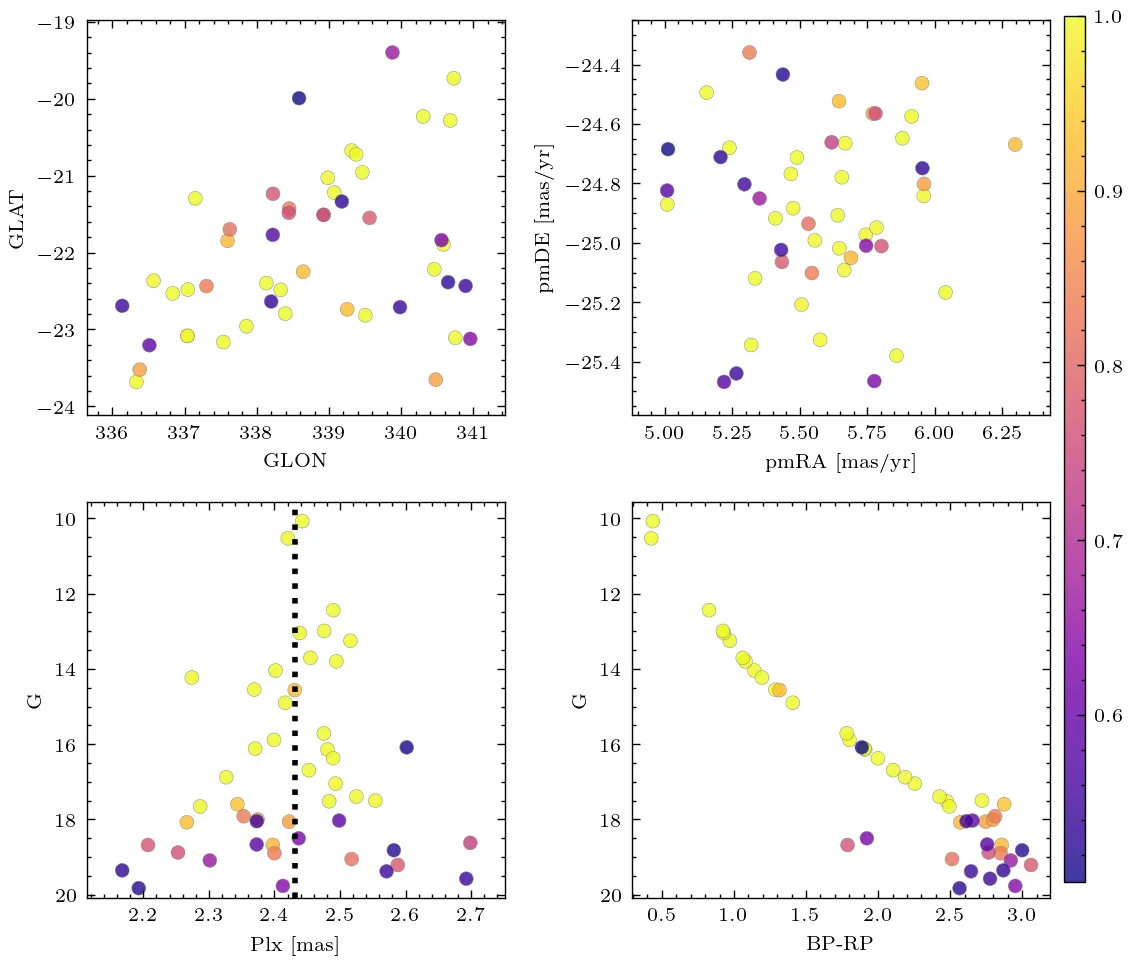 −19
−20
−21
−22
−23
−24
GLAT
336 337 338 339 340 341
GLON
−24.4
−24.6
−24.8
−25.0
−25.2
−25.4
pmDE [mas/yr]
5.00 5.25 5.50 5.75 6.00 6.25
pmRA [mas/yr]
10
12
14
16
18
20
G
2.2 2.3 2.4 2.5 2.6 2.7
Plx [mas]
10
12
14
16
18
20
G
0.5 1.0 1.5 2.0 2.5 3.0
BP-RP
1.0
0.9
0.8
0.7
0.6